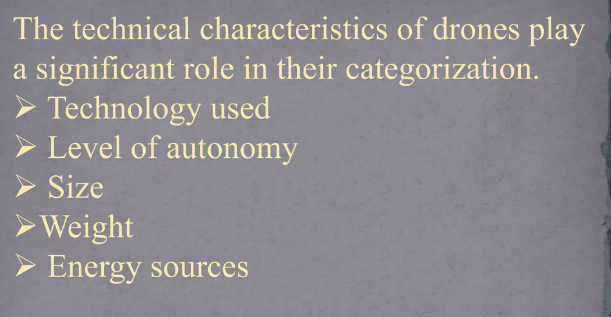 The technical characteristics of drones play
a significant role in their categorization.
➢ Technology used
➢ Level of autonomy
➢ Size
➢Weight
➢ Energy sources